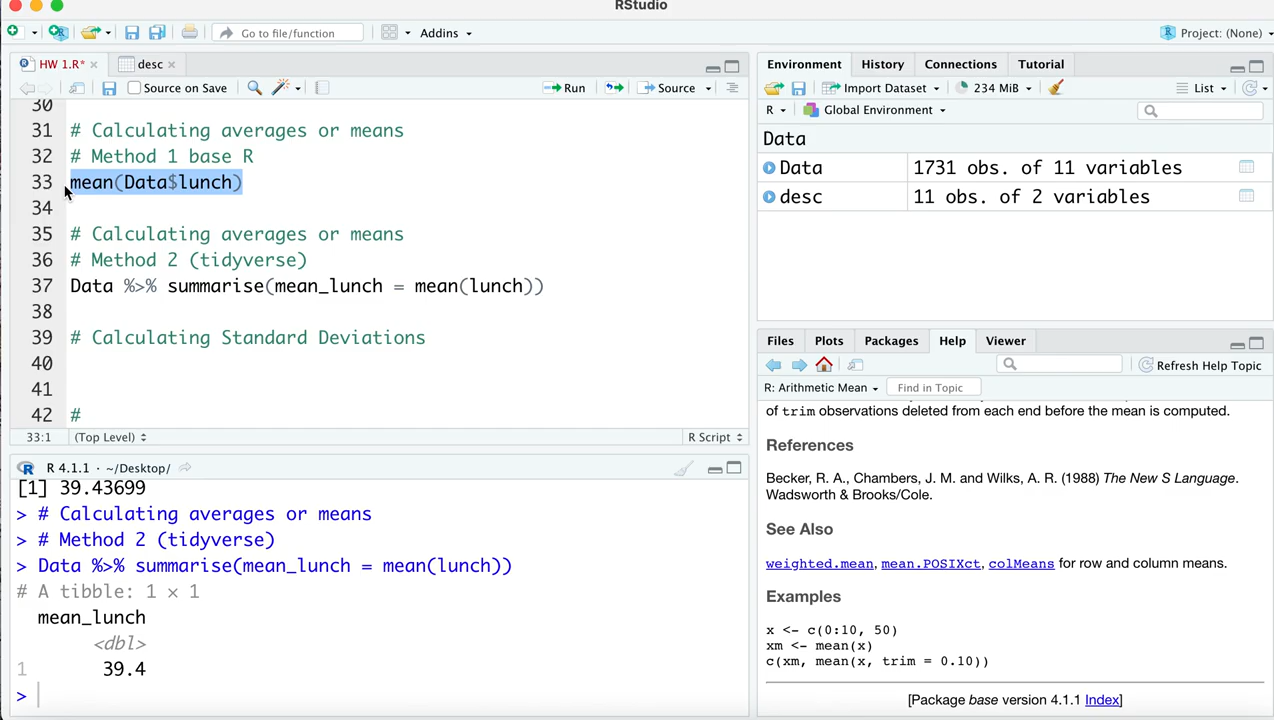 RStudio
Go to file/function
Addins
Project: (None)
HW 1.R*
desc
Source on Save
Run
Source
30
31 # Calculating averages or means
32 # Method 1 base R
33 mean(Data$lunch)
34
35 # Calculating averages or means
36 # Method 2 (tidyverse)
37 Data %>% summarise(mean_lunch = mean(lunch))
38
39 # Calculating Standard Deviations
40
41
42 #
33:1 (Top Level) R Script
R 4.1.1 · ~/Desktop/
[1] 39.43699
> # Calculating averages or means
> # Method 2 (tidyverse)
> Data %>% summarise(mean_lunch = mean(lunch))
# A tibble: 1 × 1
mean_lunch
<dbl>
1 39.4
>
Environment History Connections Tutorial
Import Dataset 234 MiB List
R Global Environment
Data
Data 1731 obs. of 11 variables
desc 11 obs. of 2 variables
Files Plots Packages Help Viewer
Refresh Help Topic
R: Arithmetic Mean Find in Topic
of trim observations deleted from each end before the mean is computed.
References
Becker, R. A., Chambers, J. M. and Wilks, A. R. (1988) The New S Language.
Wadsworth & Brooks/Cole.
See Also
weighted.mean, mean.POSIXct, colMeans for row and column means.
Examples
x <- c(0:10, 50)
xm <- mean(x)
c(xm, mean(x, trim = 0.10))
[Package base version 4.1.1 Index]